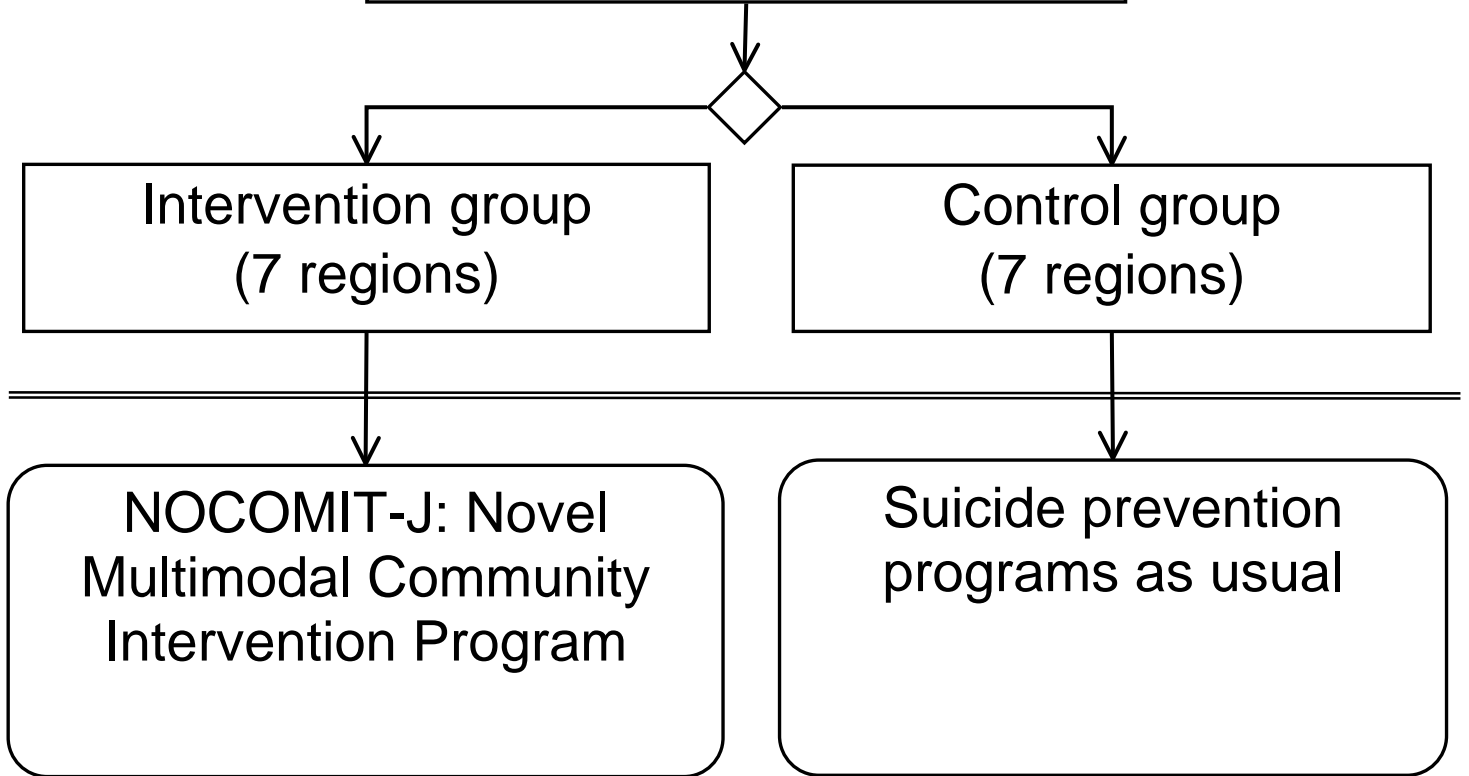 Intervention group
(7 regions)
Control group
(7 regions)
NOCOMIT-J: Novel
Multimodal Community
Intervention Program
Suicide prevention
programs as usual